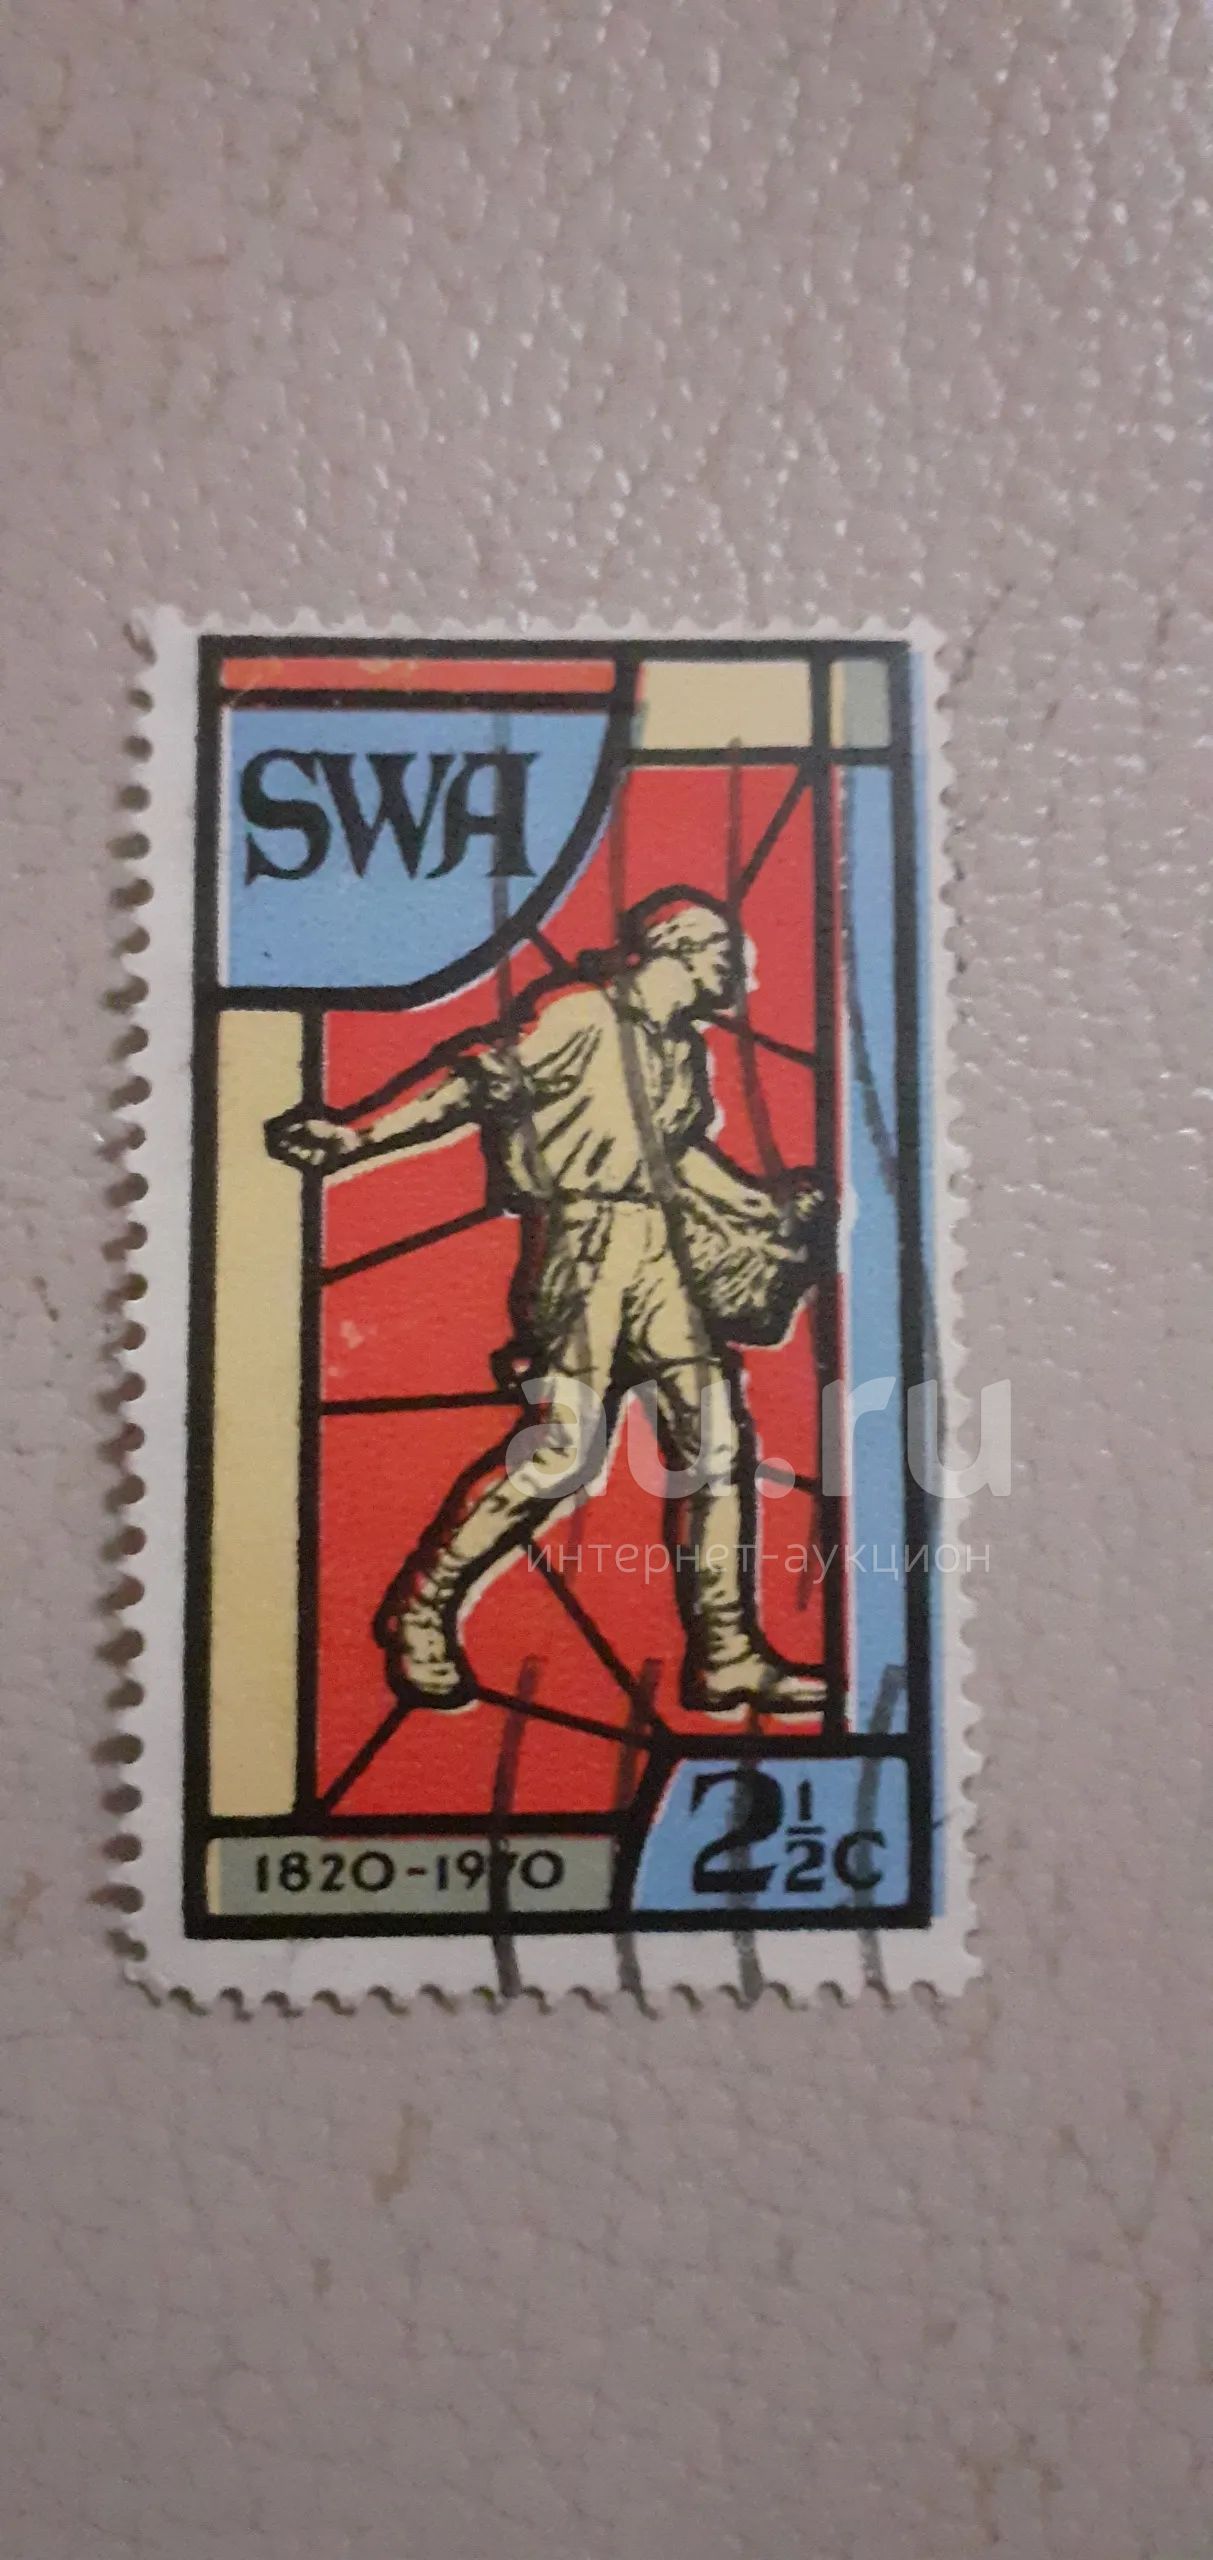 SWA
au.ru
интернет-аукцион
1820-1970
2½C